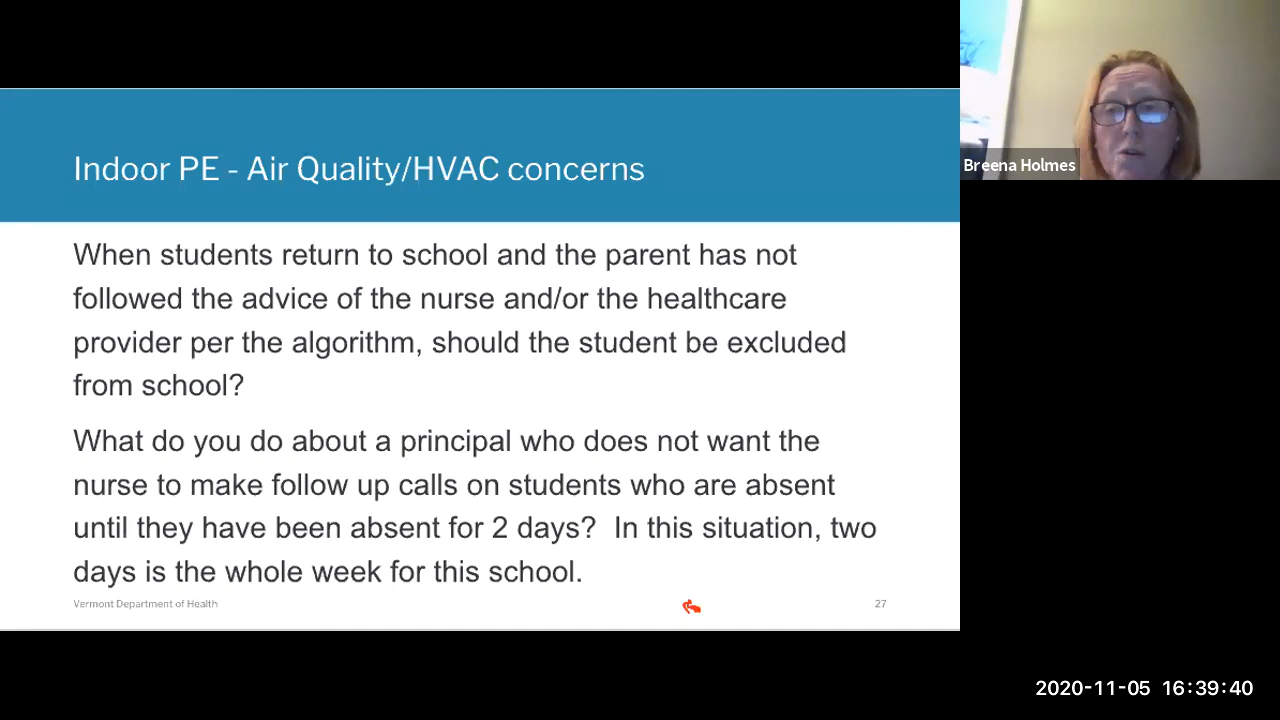 Indoor PE - Air Quality/HVAC concerns
Breena Holmes
When students return to school and the parent has not
followed the advice of the nurse and/or the healthcare
provider per the algorithm, should the student be excluded
from school?
What do you do about a principal who does not want the
nurse to make follow up calls on students who are absent
until they have been absent for 2 days?  In this situation, two
days is the whole week for this school.
Vermont Department of Health
27
2020-11-05 16:39:40